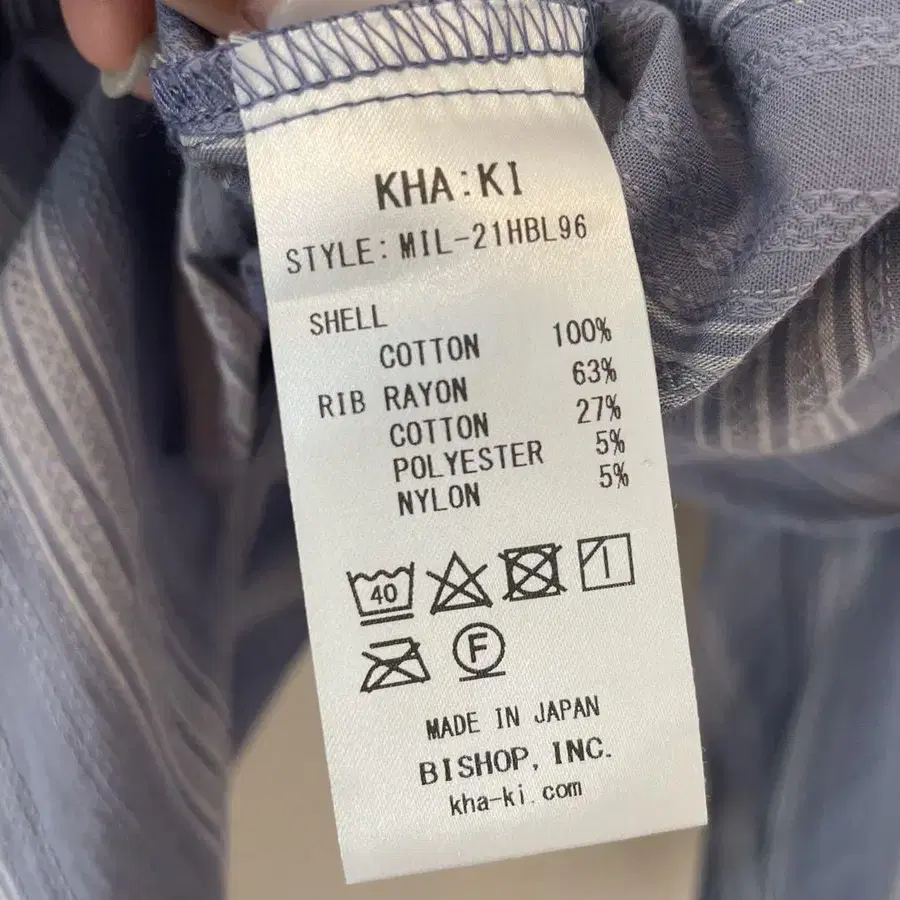 KHA:KI
STYLE: MIL-21HBL96
SHELL
COTTON 100%
RIB RAYON 63%
COTTON 27%
POLYESTER 5%
NYLON 5%
40
F
MADE IN JAPAN
BISHOP, INC.
kha-ki.com